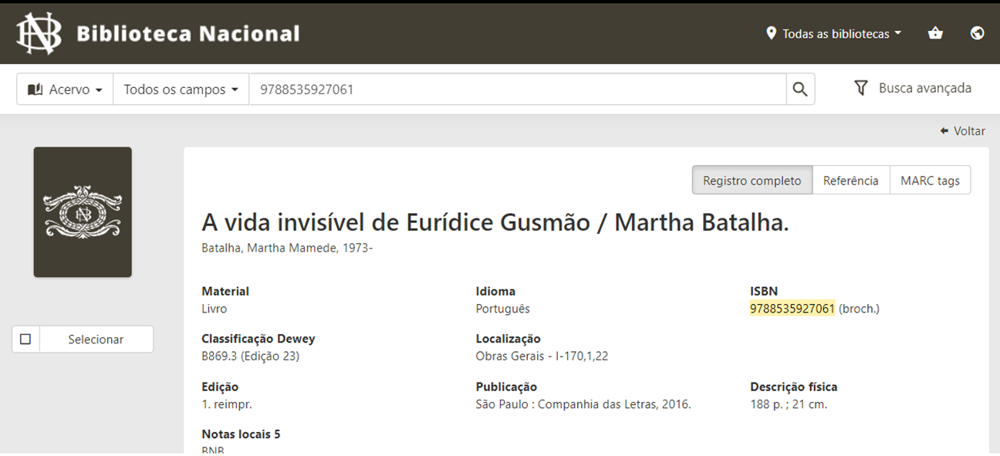 Biblioteca Nacional
Todas as bibliotecas
Acervo
Todos os campos
9788535927061
Busca avançada
Voltar
Registro completo
Referência
MARC tags
A vida invisível de Eurídice Gusmão / Martha Batalha.
Batalha, Martha Mamede, 1973-
Material
Livro
Idioma
Português
ISBN
9788535927061 (broch.)
Selecionar
Classificação Dewey
B869.3 (Edição 23)
Localização
Obras Gerais - I-170,1,22
Edição
1. reimpr.
Publicação
São Paulo : Companhia das Letras, 2016.
Descrição física
188 p. ; 21 cm.
Notas locais 5
BNB